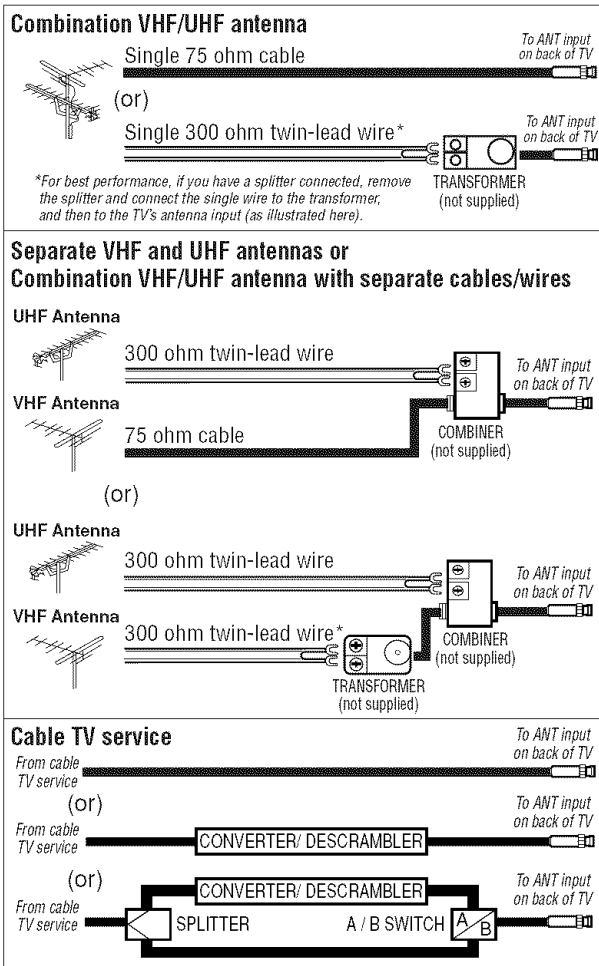 Combination VHF/UHF antenna
Single 75 ohm cable
To ANT input
on back of TV
(or)
Single 300 ohm twin-lead wire*
To ANT input
on back of TV
*For best performance, if you have a splitter connected, remove
the splitter and connect the single wire to the transformer,
and then to the TV's antenna input (as illustrated here).
TRANSFORMER
(not supplied)
Separate VHF and UHF antennas or
Combination VHF/UHF antenna with separate cables/wires
UHF Antenna
300 ohm twin-lead wire
To ANT input
on back of TV
VHF Antenna
75 ohm cable
COMBINER
(not supplied)
(or)
UHF Antenna
300 ohm twin-lead wire
To ANT input
on back of TV
VHF Antenna
300 ohm twin-lead wire*
COMBINER
(not supplied)
TRANSFORMER
(not supplied)
Cable TV service
To ANT input
on back of TV
From cable
TV service
(or)
To ANT input
on back of TV
From cable
TV service
CONVERTER/ DESCRAMBLER
(or)
To ANT input
on back of TV
CONVERTER/ DESCRAMBLER
From cable
TV service
SPLITTER
A / B SWITCH
A
B